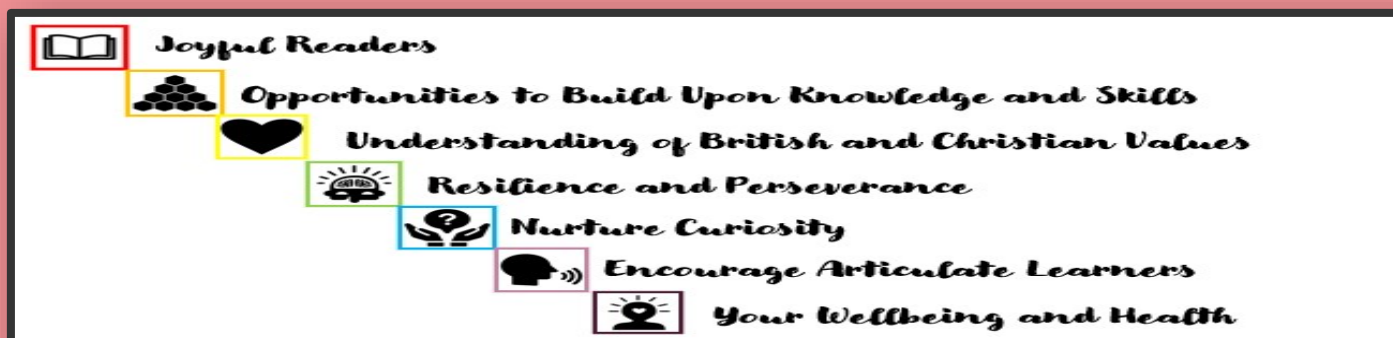 Joyful Readers
Opportunities to Build Upon Knowledge and Skills
Understanding of British and Christian Values
Resilience and Perseverance
?
Nurture Curiosity
Encourage Articulate Learners
Your Wellbeing and Health